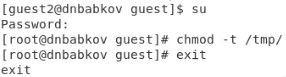 [guest2@dnbabkov guest]$ su
Password:
[root@dnbabkov guest]# chmod -t /tmp/
[root@dnbabkov guest]# exit
exit